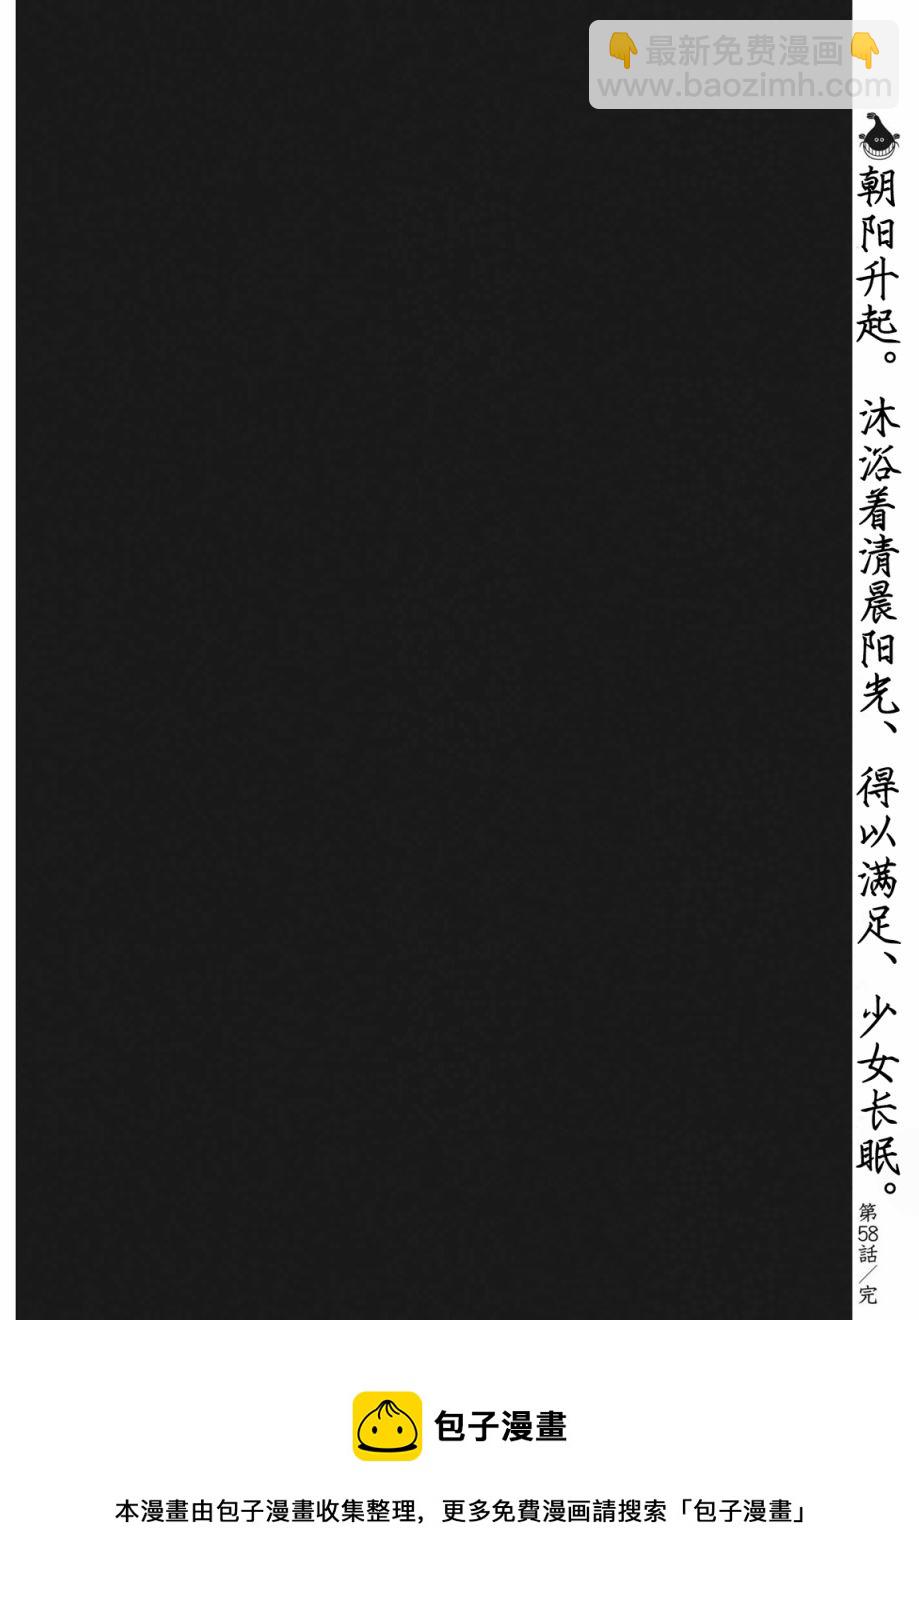 👇最新免费漫画👇
www.baozimh.com
朝阳升起。沐浴着清晨阳光、得以满足、少女长眠。
第58話／完
包子漫畫
本漫畫由包子漫畫收集整理，更多免費漫画請搜索「包子漫畫」